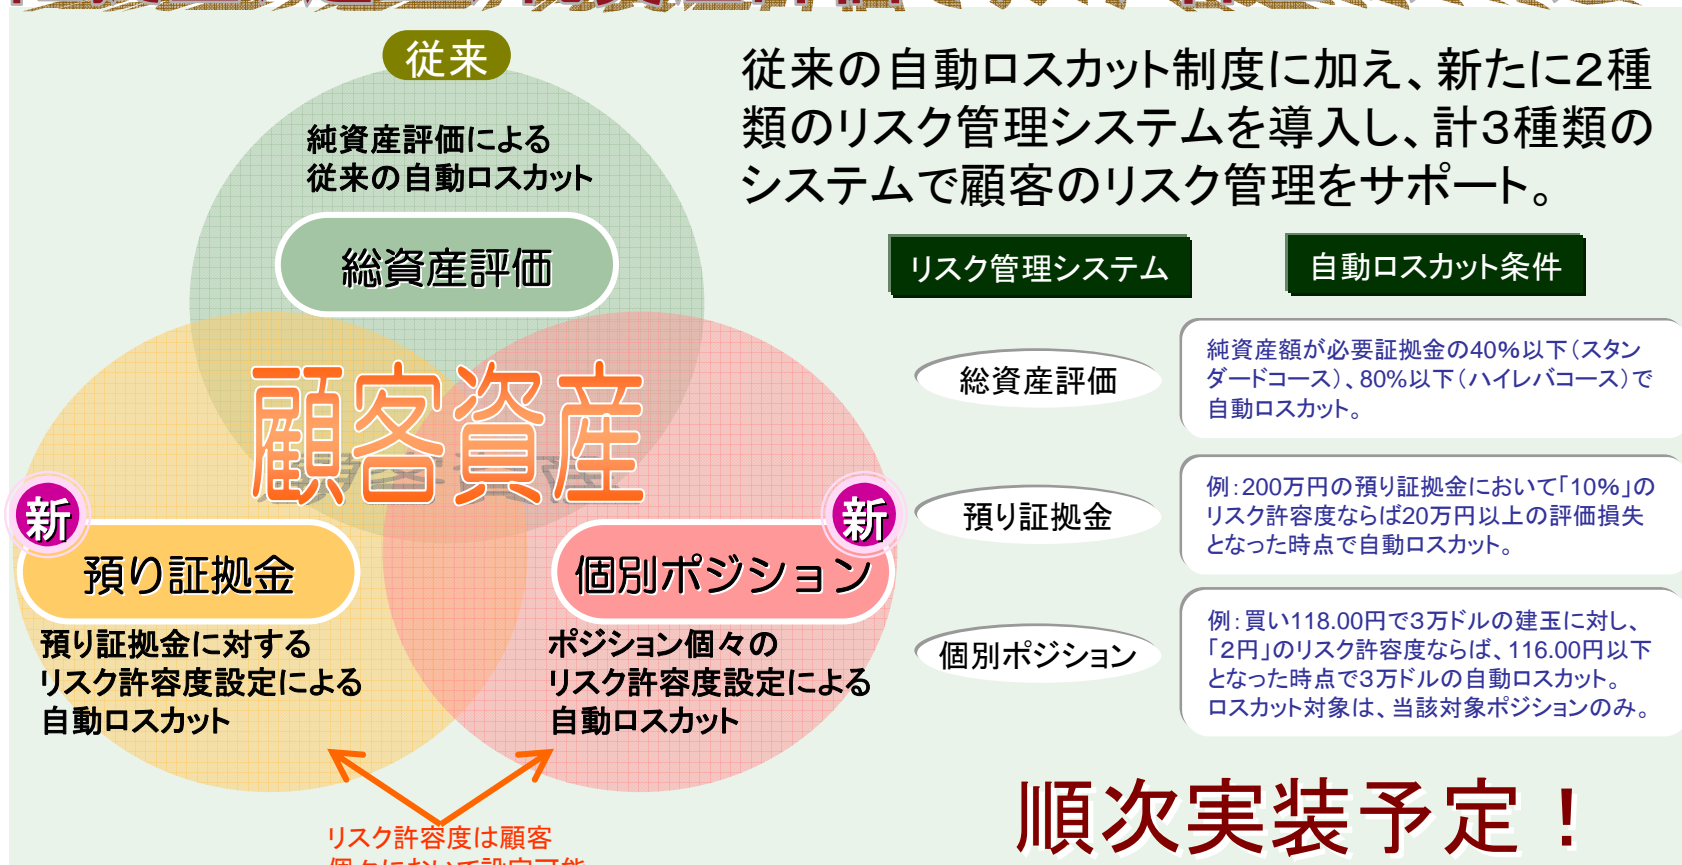 従来
従来の自動ロスカット制度に加え、新たに２種
類のリスク管理システムを導入し、計３種類の
システムで顧客のリスク管理をサポート。
純資産評価による
従来の自動ロスカット
総資産評価
顧客資産
新
預り証拠金
預り証拠金に対する
リスク許容度設定による
自動ロスカット
新
個別ポジション
ポジション個々の
リスク許容度設定による
自動ロスカット
リスク許容度は顧客
個々において設定可能
リスク管理システム
自動ロスカット条件
総資産評価
純資産額が必要証拠金の40%以下（スタン
ダードコース）、80%以下（ハイレバコース）で
自動ロスカット。
預り証拠金
例：200万円の預り証拠金において「10%」の
リスク許容度ならば20万円以上の評価損失
となった時点で自動ロスカット。
個別ポジション
例：買い118.00円で3万ドルの建玉に対し、
「2円」のリスク許容度ならば、116.00円以下
となった時点で3万ドルの自動ロスカット。
ロスカット対象は、当該対象ポジションのみ。
順次実装予定！